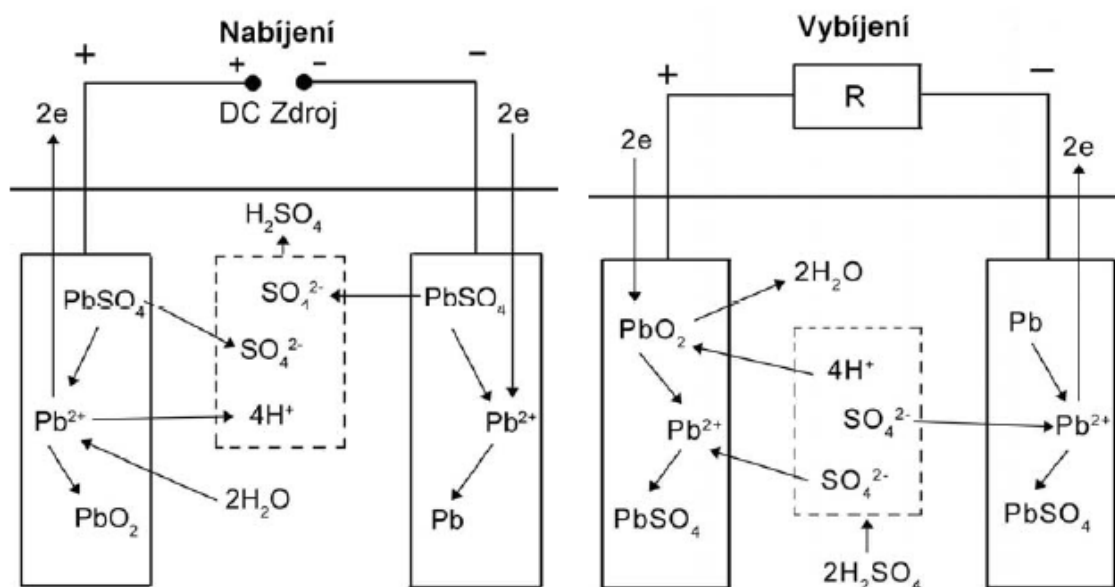 Nabíjení
+
+
-
−
DC Zdroj
2e
2e
H₂SO₄
PbSO₄
SO₄²⁻
PbSO₄
SO₄²⁻
Pb²⁺
4H⁺
Pb²⁺
2H₂O
PbO₂
Pb
Vybíjení
+
R
−
2e
2e
2H₂O
PbO₂
Pb
4H⁺
Pb²⁺
SO₄²⁻
Pb²⁺
SO₄²⁻
PbSO₄
PbSO₄
2H₂SO₄